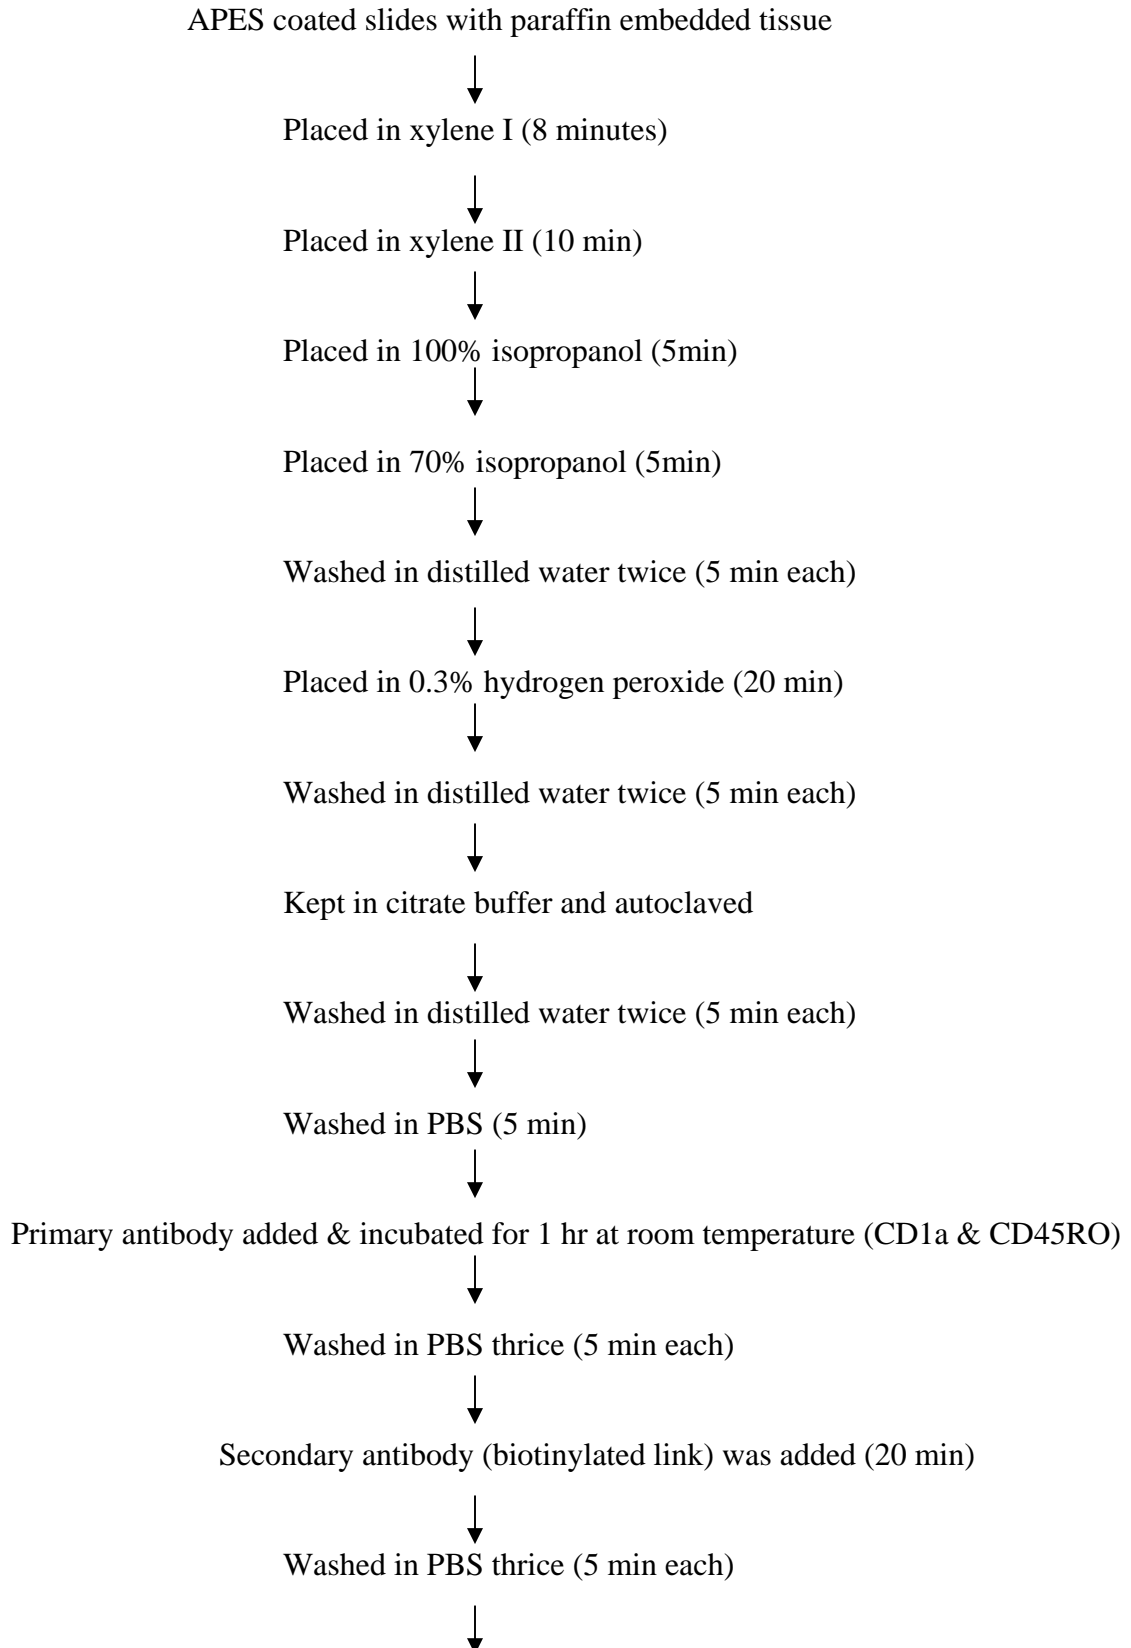 APES coated slides with paraffin embedded tissue
Placed in xylene I (8 minutes)
Placed in xylene II (10 min)
Placed in 100% isopropanol (5min)
Placed in 70% isopropanol (5min)
Washed in distilled water twice (5 min each)
Placed in 0.3% hydrogen peroxide (20 min)
Washed in distilled water twice (5 min each)
Kept in citrate buffer and autoclaved
Washed in distilled water twice (5 min each)
Washed in PBS (5 min)
Primary antibody added & incubated for 1 hr at room temperature (CD1a & CD45RO)
Washed in PBS thrice (5 min each)
Secondary antibody (biotinylated link) was added (20 min)
Washed in PBS thrice (5 min each)